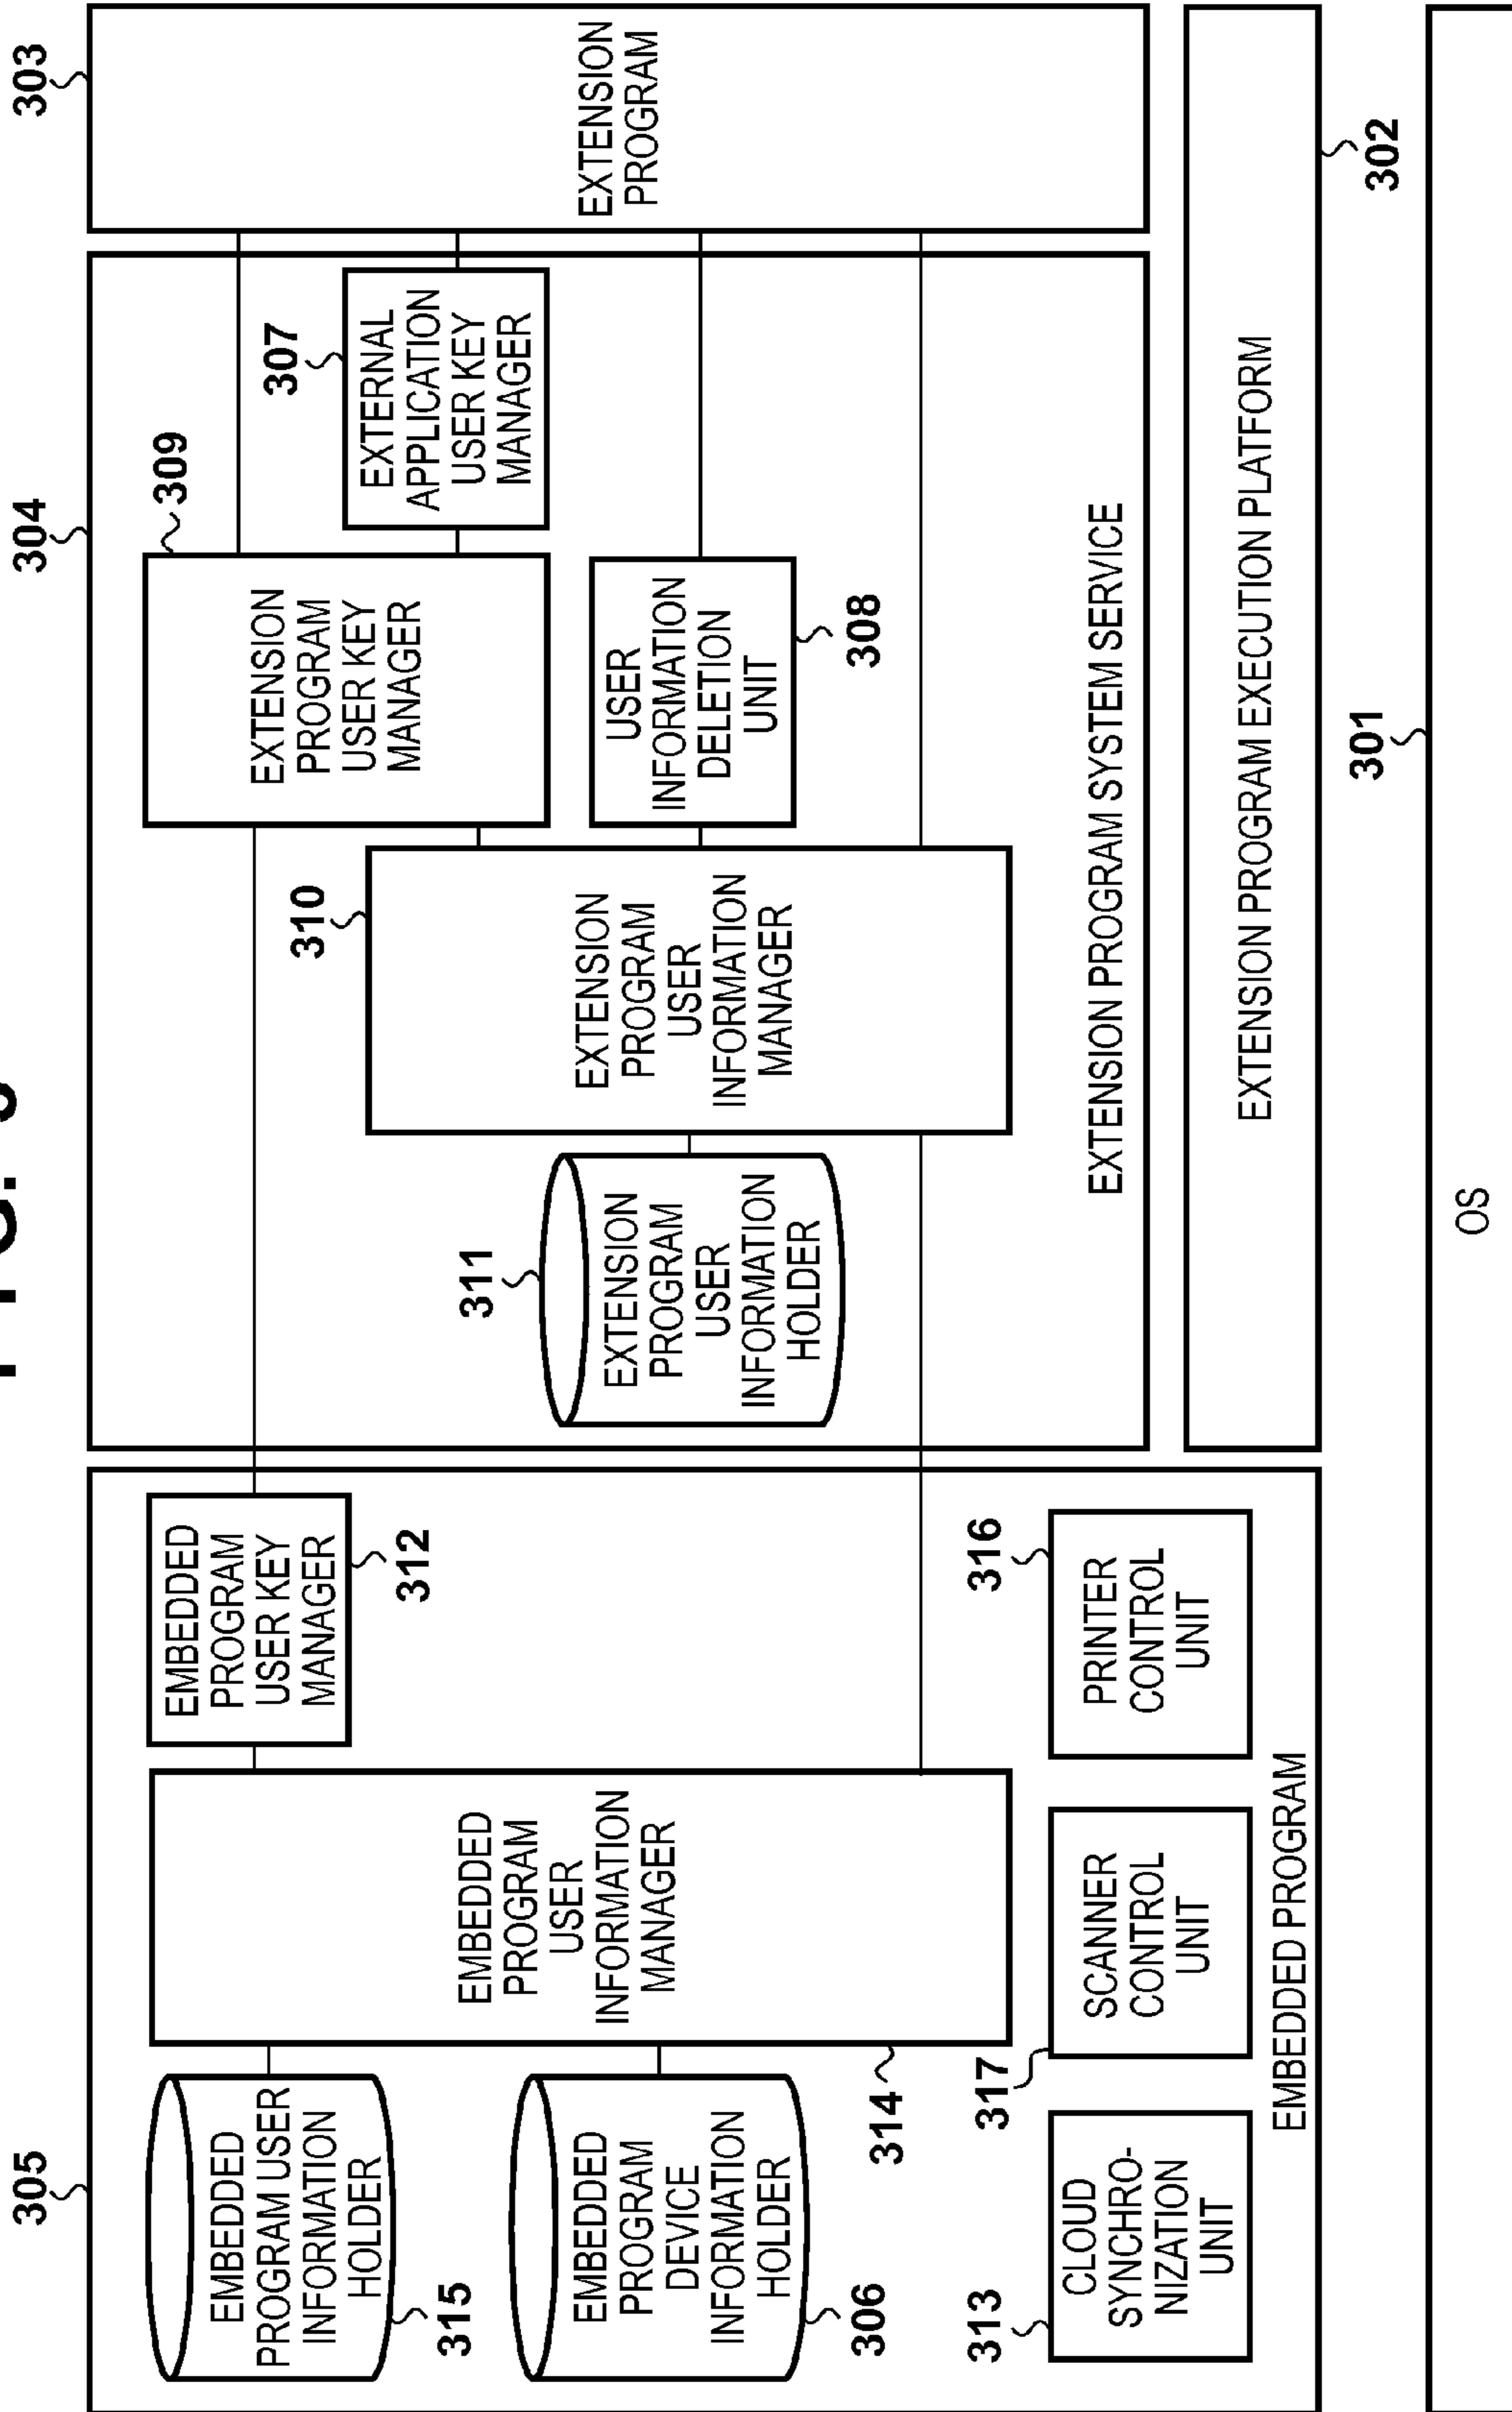 FIG.
305
304
303
EMBEDDED
PROGRAM USER
INFORMATION
HOLDER
315
EMBEDDED
PROGRAM
DEVICE
INFORMATION
HOLDER
306
EMBEDDED
PROGRAM
USER
INFORMATION
MANAGER
314
EMBEDDED
PROGRAM
USER KEY
MANAGER
312
313
CLOUD
SYNCHRO-
NIZATION
UNIT
317
SCANNER
CONTROL
UNIT
316
PRINTER
CONTROL
UNIT
EMBEDDED PROGRAM
311
EXTENSION
PROGRAM
USER
INFORMATION
HOLDER
310
EXTENSION
PROGRAM
USER
INFORMATION
MANAGER
309
EXTENSION
PROGRAM
USER KEY
MANAGER
307
EXTERNAL
APPLICATION
USER KEY
MANAGER
USER
INFORMATION
DELETION
UNIT
308
EXTENSION PROGRAM SYSTEM SERVICE
EXTENSION
PROGRAM
EXTENSION PROGRAM EXECUTION PLATFORM
302
301
OS